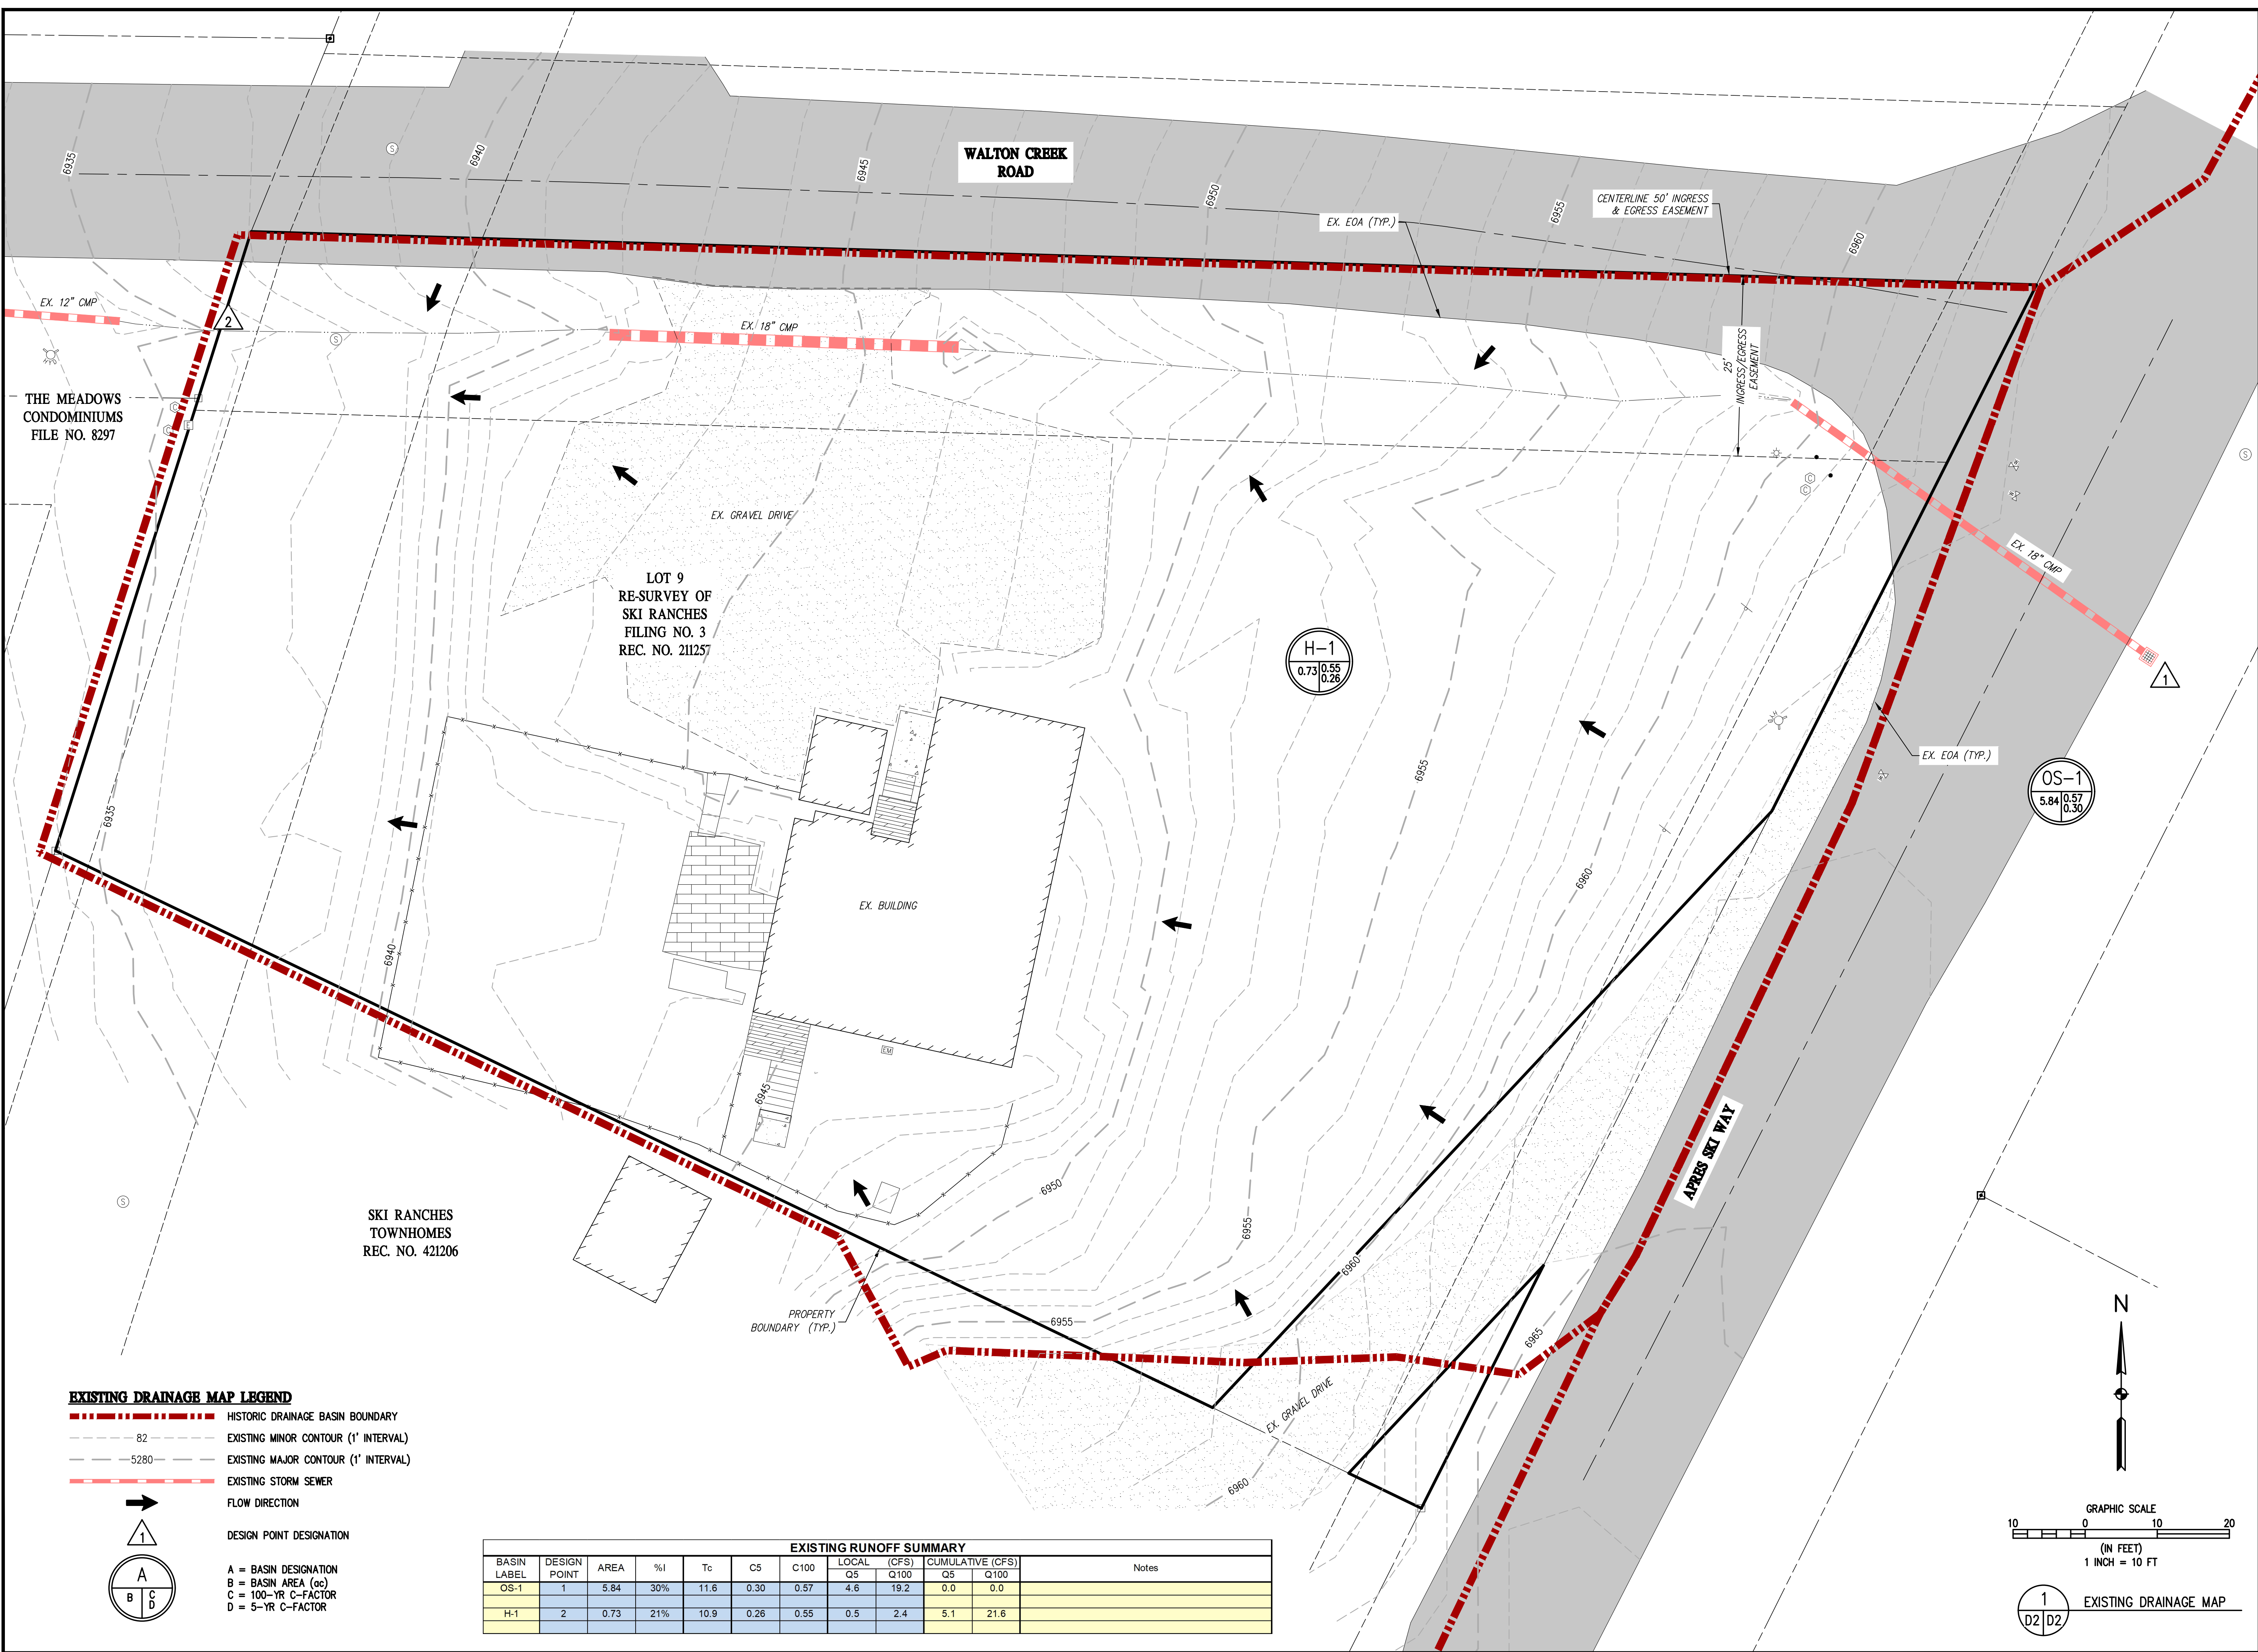 6935
6940
6945
WALTON CREEK
ROAD
6950
6955
6960
EX. EOA (TYP.)
CENTERLINE 50' INGRESS
& EGRESS EASEMENT
S
EX. 12" CMP
2
S
EX. 18" CMP
25'
INGRESS/EGRESS
EASEMENT
THE MEADOWS
CONDOMINIUMS
FILE NO. 8297
C
C
E
C
C
S
EX. GRAVEL DRIVE
EX. 18" CMP
LOT 9
RE-SURVEY OF
SKI RANCHES
FILING NO. 3
REC. NO. 211257
H-1
0.73
0.55
0.26
1
EX. EOA (TYP.)
OS-1
5.84
0.57
0.30
6935
6955
6960
EX. BUILDING
6940
EM
6945
APRES SKI WAY
6950
6955
S
SKI RANCHES
TOWNHOMES
REC. NO. 421206
6960
PROPERTY
BOUNDARY (TYP.)
6955
6965
EX. GRAVEL DRIVE
6960
N
EXISTING DRAINAGE MAP LEGEND
HISTORIC DRAINAGE BASIN BOUNDARY
82
EXISTING MINOR CONTOUR (1' INTERVAL)
5280
EXISTING MAJOR CONTOUR (1' INTERVAL)
EXISTING STORM SEWER
FLOW DIRECTION
1
DESIGN POINT DESIGNATION
A
B
C
D
A = BASIN DESIGNATION
B = BASIN AREA (ac)
C = 100-YR C-FACTOR
D = 5-YR C-FACTOR
EXISTING RUNOFF SUMMARY
BASIN LABEL DESIGN POINT AREA %I Tc C5 C100 LOCAL (CFS) CUMULATIVE (CFS) Notes
Q5 Q100 Q5 Q100
OS-1 1 5.84 30% 11.6 0.30 0.57 4.6 19.2 0.0 0.0
H-1 2 0.73 21% 10.9 0.26 0.55 0.5 2.4 5.1 21.6
GRAPHIC SCALE
10 0 10 20
(IN FEET)
1 INCH = 10 FT
1
D2 D2
EXISTING DRAINAGE MAP